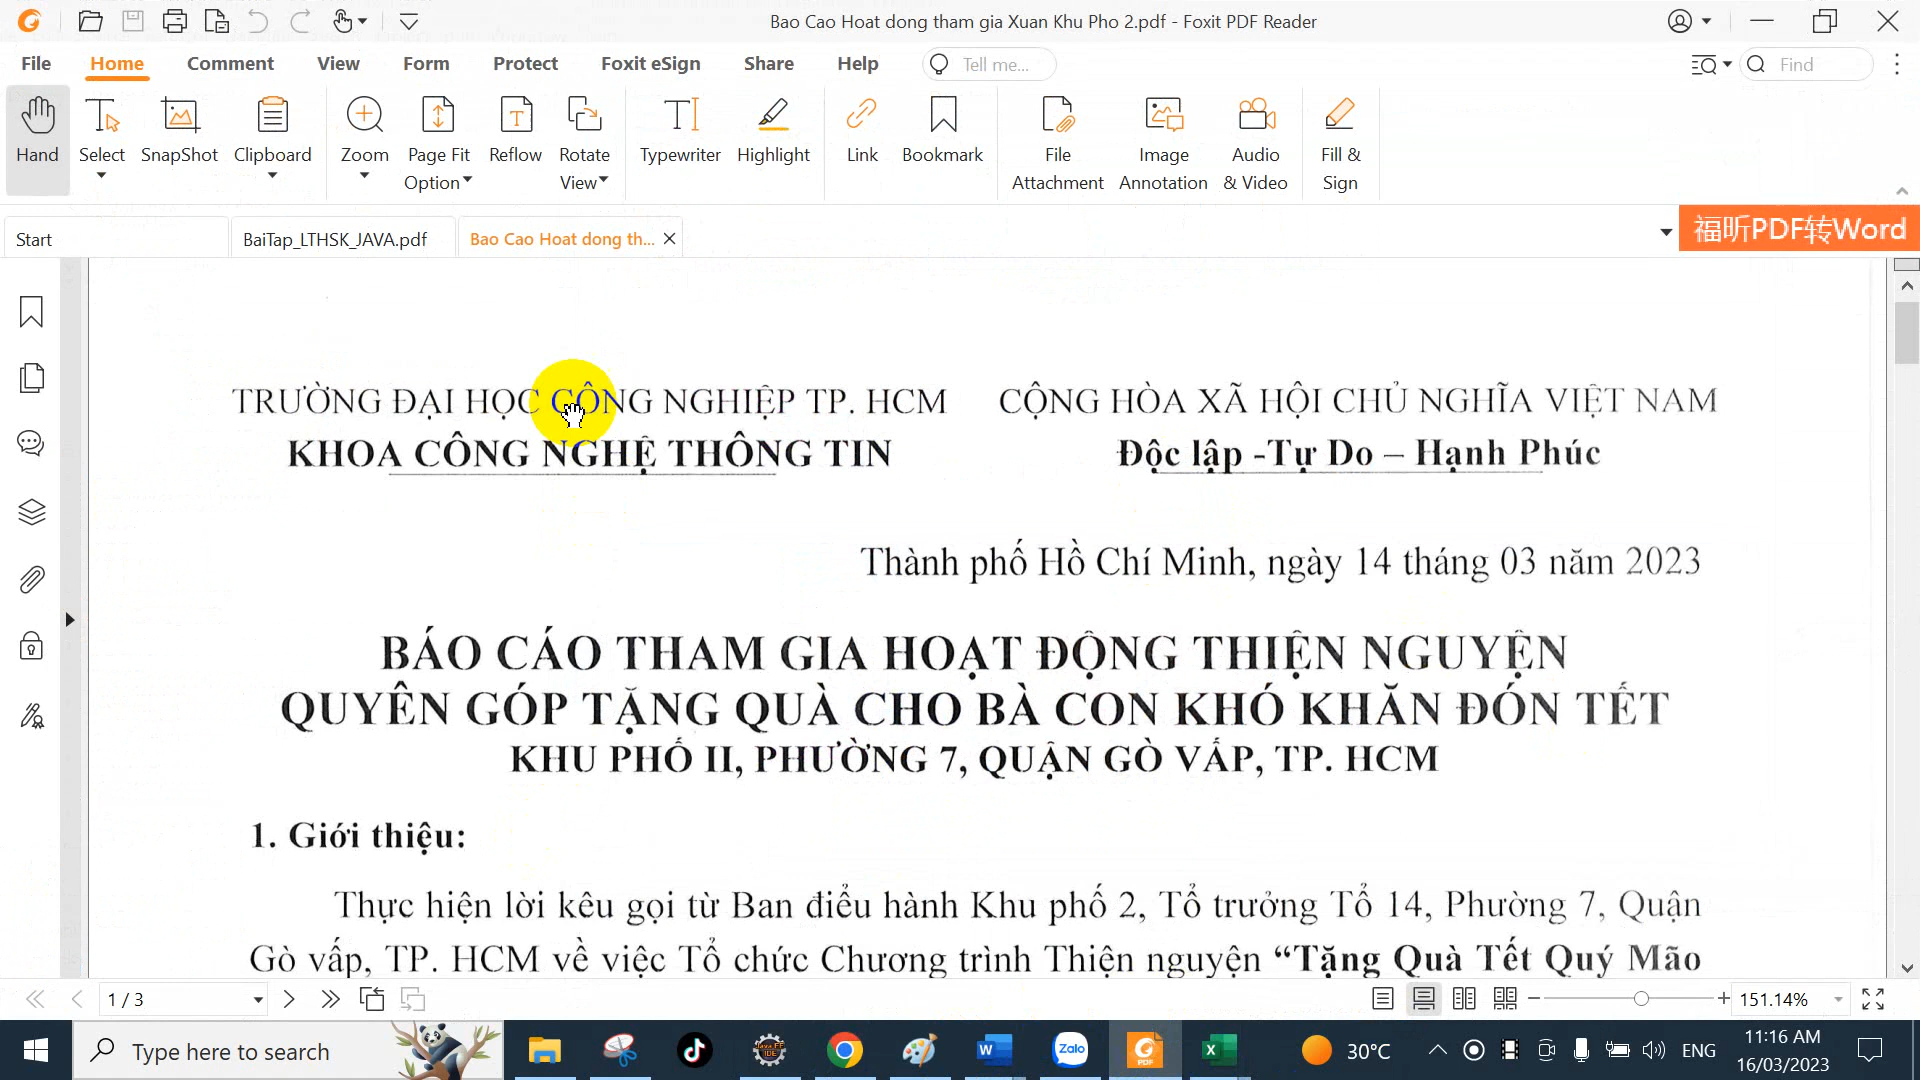 Bao Cao Hoat dong tham gia Xuan Khu Pho 2.pdf - Foxit PDF Reader
File Home Comment View Form Protect Foxit eSign Share Help Tell me... Find
Hand Select SnapShot Clipboard Zoom Page Fit Option Reflow Rotate View Typewriter Highlight Link Bookmark File Attachment Image Annotation Audio & Video Fill & Sign
Start BaiTap_LTHSK_JAVA.pdf Bao Cao Hoat dong th... 福昕PDF转Word
TRƯỜNG ĐẠI HỌC CÔNG NGHIỆP TP. HCM CỘNG HÒA XÃ HỘI CHỦ NGHĨA VIỆT NAM
KHOA CÔNG NGHỆ THÔNG TIN Độc lập -Tự Do – Hạnh Phúc
Thành phố Hồ Chí Minh, ngày 14 tháng 03 năm 2023
BÁO CÁO THAM GIA HOẠT ĐỘNG THIỆN NGUYỆN
QUYÊN GÓP TẶNG QUÀ CHO BÀ CON KHÓ KHĂN ĐÓN TẾT
KHU PHỐ II, PHƯỜNG 7, QUẬN GÒ VẤP, TP. HCM
1. Giới thiệu:
Thực hiện lời kêu gọi từ Ban điều hành Khu phố 2, Tổ trưởng Tổ 14, Phường 7, Quận
Gò vấp, TP. HCM về việc Tổ chức Chương trình Thiện nguyện “Tặng Quà Tết Quý Mão
1 / 3 151.14%
Type here to search Zalo 30°C ENG 11:16 AM
16/03/2023